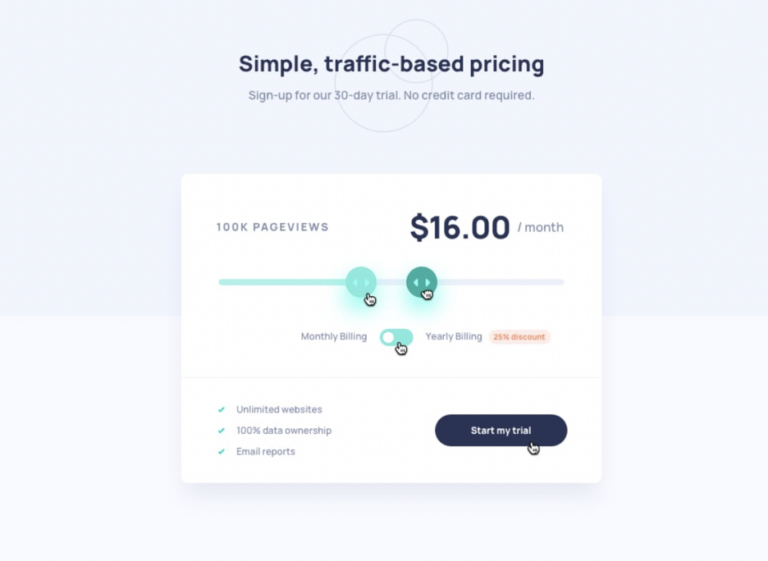 Simple, traffic-based pricing
Sign-up for our 30-day trial. No credit card required.
100K PAGEVIEWS
$16.00 / month
Monthly Billing
Yearly Billing
25% discount
✓ Unlimited websites
✓ 100% data ownership
✓ Email reports
Start my trial